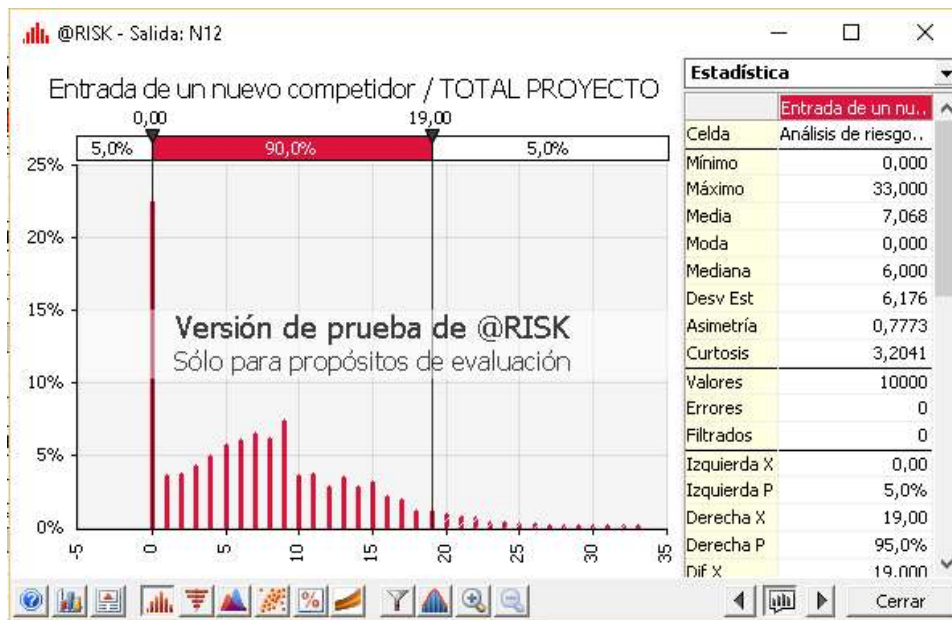 @RISK - Salida: N12
Entrada de un nuevo competidor / TOTAL PROYECTO
0,00 19,00
5,0% 90,0% 5,0%
25%
20%
15%
10%
5%
0%
-5 0 5 10 15 20 25 30 35
Versión de prueba de @RISK
Sólo para propósitos de evaluación
Estadística
Entrada de un nu..
Celda Análisis de riesgo..
Mínimo 0,000
Máximo 33,000
Media 7,068
Moda 0,000
Mediana 6,000
Desv Est 6,176
Asimetría 0,7773
Curtosis 3,2041
Valores 10000
Errores 0
Filtrados 0
Izquierda X 0,00
Izquierda P 5,0%
Derecha X 19,00
Derecha P 95,0%
Dif X 19,000
Cerrar